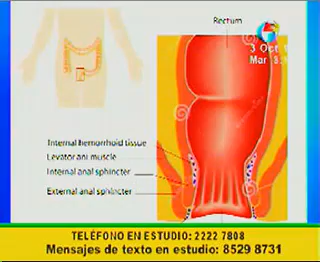 Rectum
3 Oct
Mar
Internal hemorrhoid tissue
Levator ani muscle
Internal anal sphincter
External anal sphincter
TELÉFONO EN ESTUDIO: 2222 7808
Mensajes de texto en estudio: 8529 8731